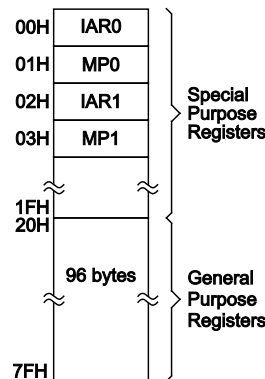 00H IAR0
01H MP0
02H IAR1
03H MP1
Special
Purpose
Registers
1FH
20H
96 bytes
General
Purpose
Registers
7FH